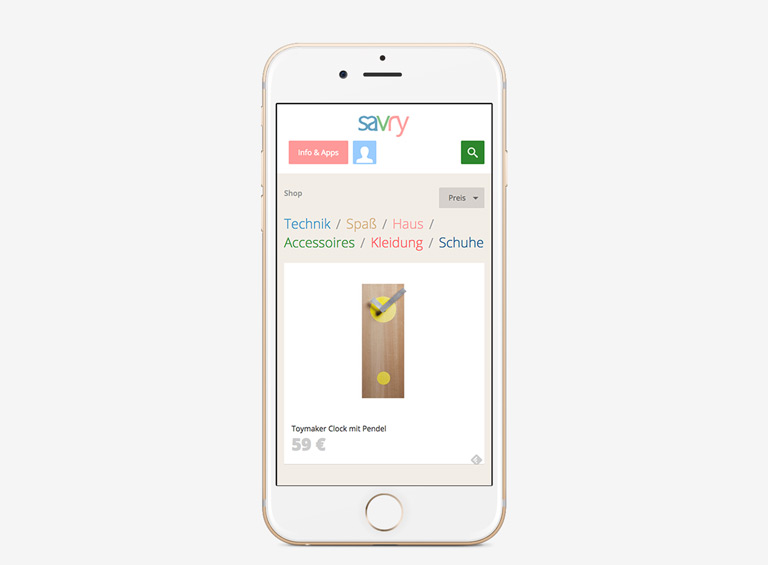 savry
Info & Apps
Shop
Preis
Technik / Spaß / Haus /
Accessoires / Kleidung / Schuhe
Toymaker Clock mit Pendel
59 €